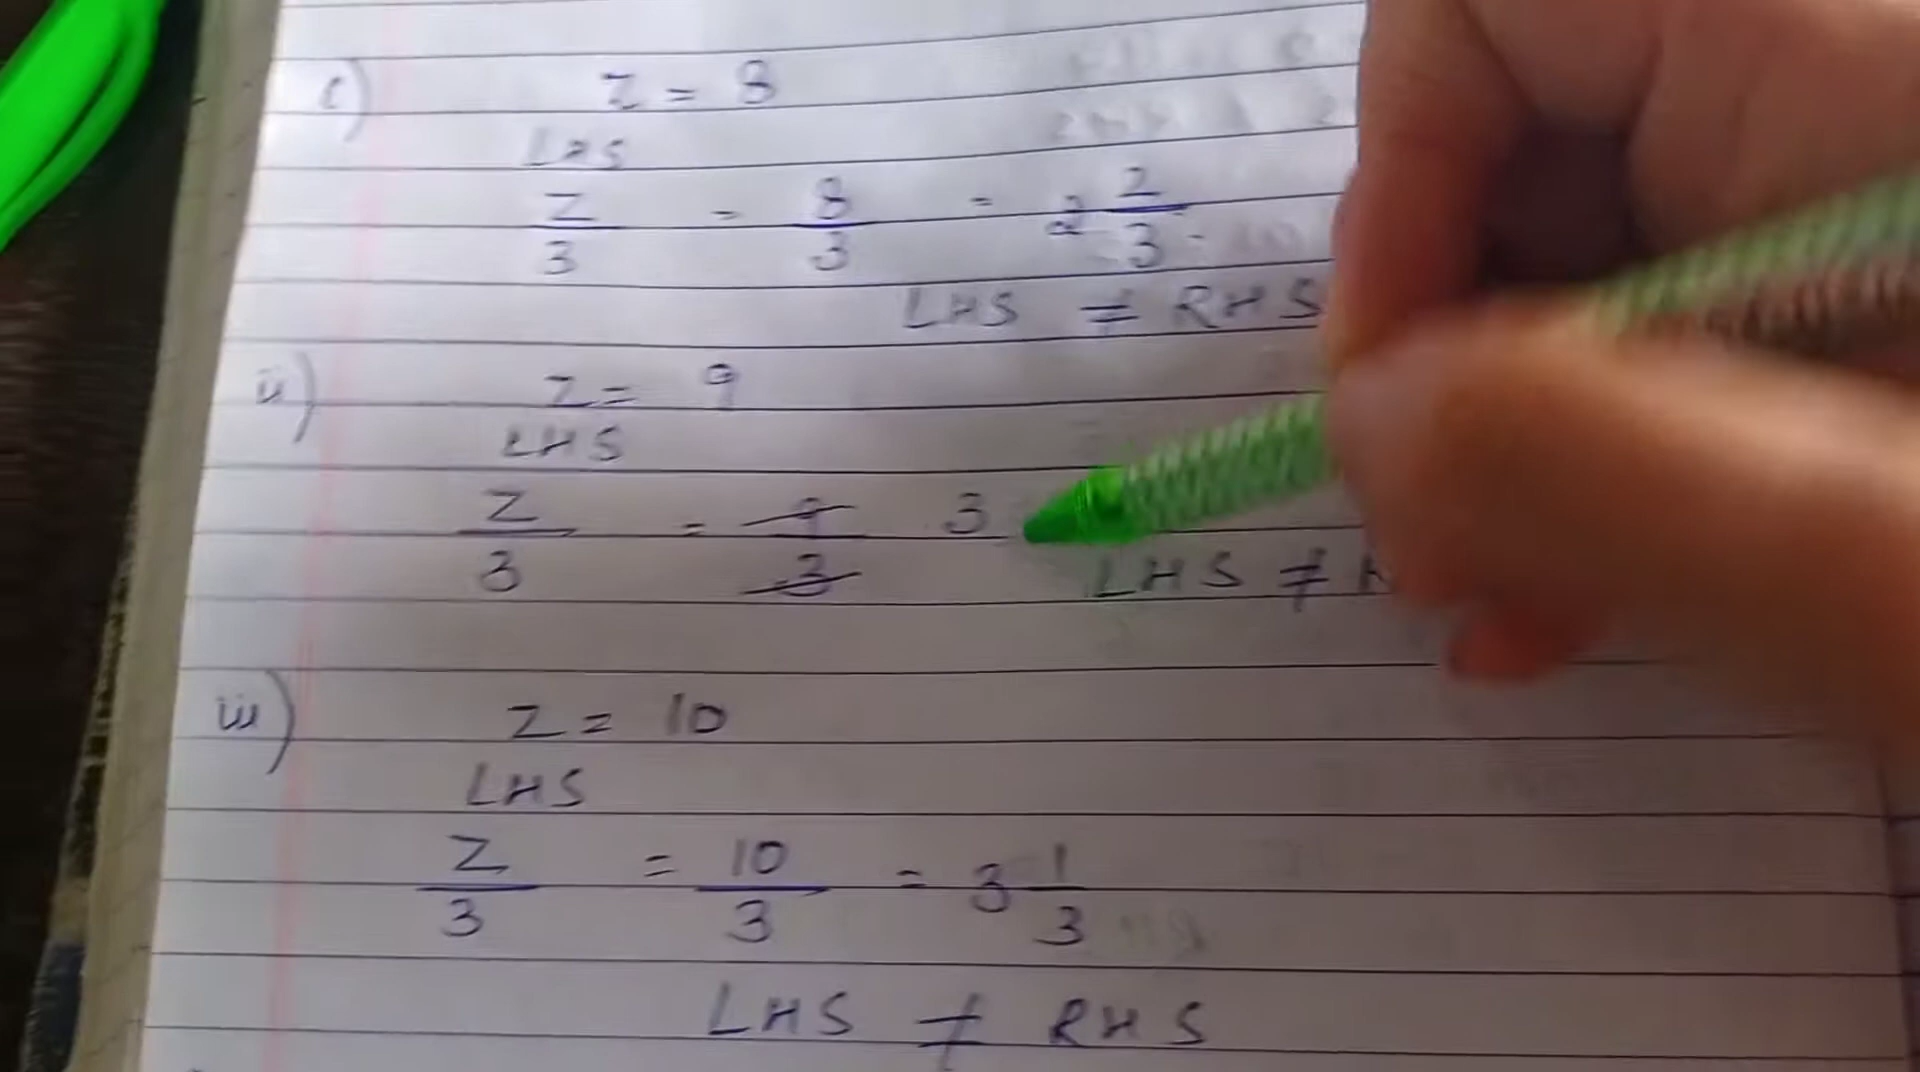 i) z = 8
LHS
z/3 = 8/3 = 2 2/3
LHS ≠ RHS
ii) z = 9
LHS
z/3 = 9/3 3
LHS ≠
iii) z = 10
LHS
z/3 = 10/3 = 3 1/3
LHS ≠ RHS